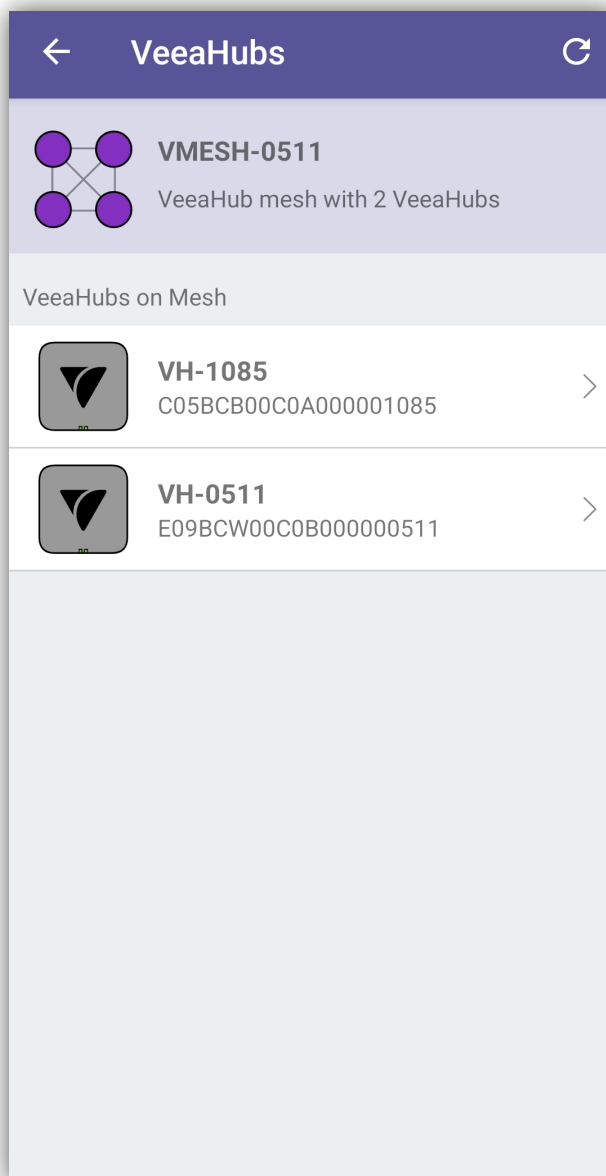 VeeaHubs
VMESH-0511
VeeaHub mesh with 2 VeeaHubs
VeeaHubs on Mesh
VH-1085
C05BCB00C0A000001085
VH-0511
E09BCW00C0B000000511